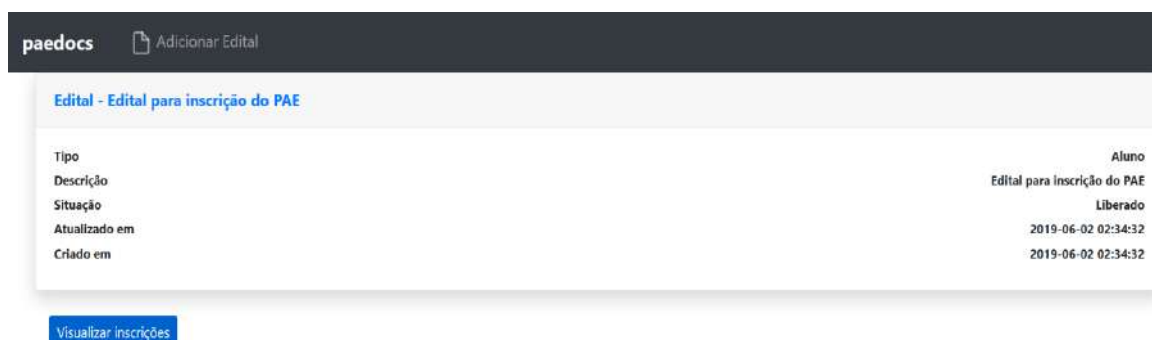 paedocs Adicionar Edital
Edital - Edital para inscrição do PAE
Tipo Aluno
Descrição Edital para inscrição do PAE
Situação Liberado
Atualizado em 2019-06-02 02:34:32
Criado em 2019-06-02 02:34:32
Visualizar inscrições